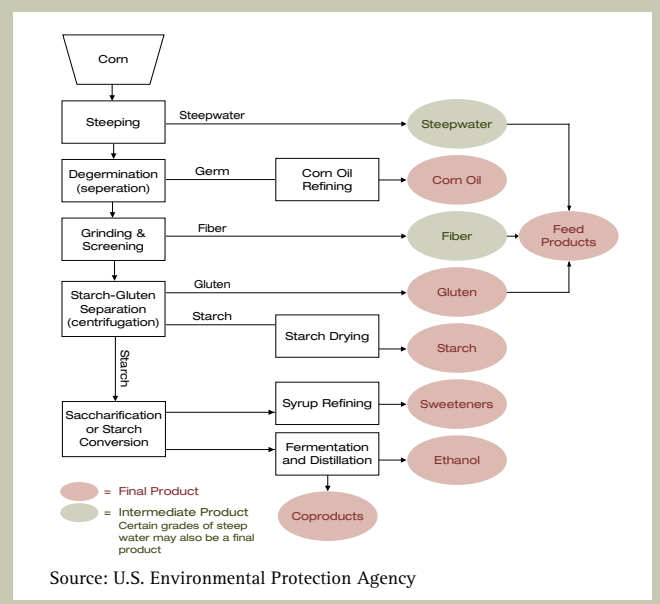 Corn
Steeping
Steepwater
Steepwater
Degermination
(seperation)
Germ
Corn Oil
Refining
Corn Oil
Grinding &
Screening
Fiber
Fiber
Feed
Products
Starch-Gluten
Separation
(centrifugation)
Gluten
Gluten
Starch
Starch Drying
Starch
Starch
Saccharification
or Starch
Conversion
Syrup Refining
Sweeteners
Fermentation
and Distillation
Ethanol
Coproducts
= Final Product
= Intermediate Product
Certain grades of steep
water may also be a final
product
Source: U.S. Environmental Protection Agency